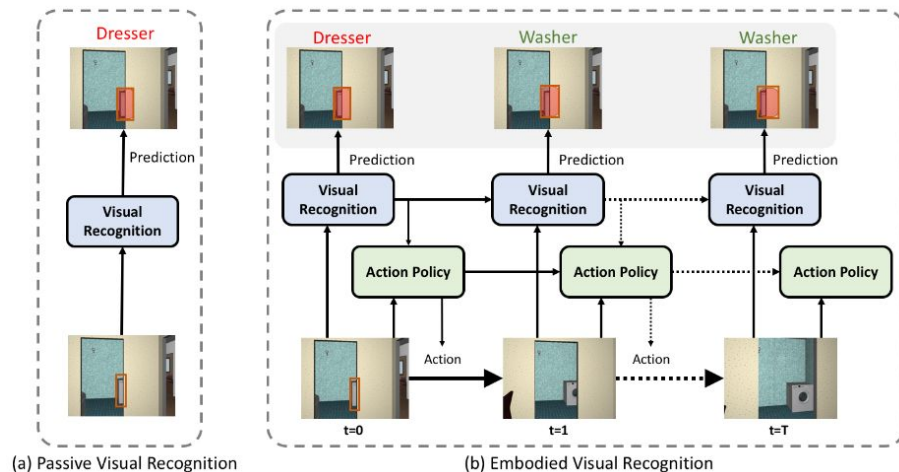 Dresser
Prediction
Visual
Recognition
(a) Passive Visual Recognition
Dresser Washer Washer
Prediction Prediction Prediction
Visual Visual Visual
Recognition Recognition Recognition
Action Policy Action Policy Action Policy
Action Action
t=0 t=1 t=T
(b) Embodied Visual Recognition